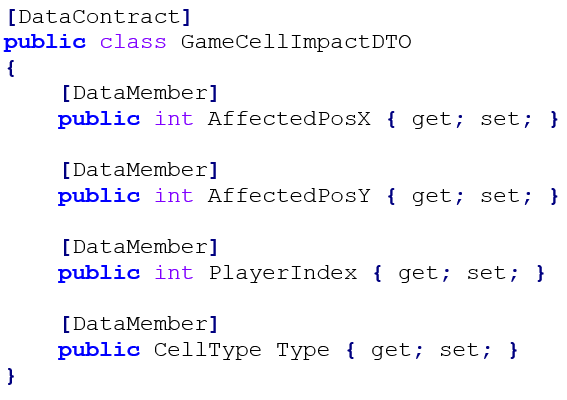 [DataContract]
public class GameCellImpactDTO
{
    [DataMember]
    public int AffectedPosX { get; set; }

    [DataMember]
    public int AffectedPosY { get; set; }

    [DataMember]
    public int PlayerIndex { get; set; }

    [DataMember]
    public CellType Type { get; set; }
}